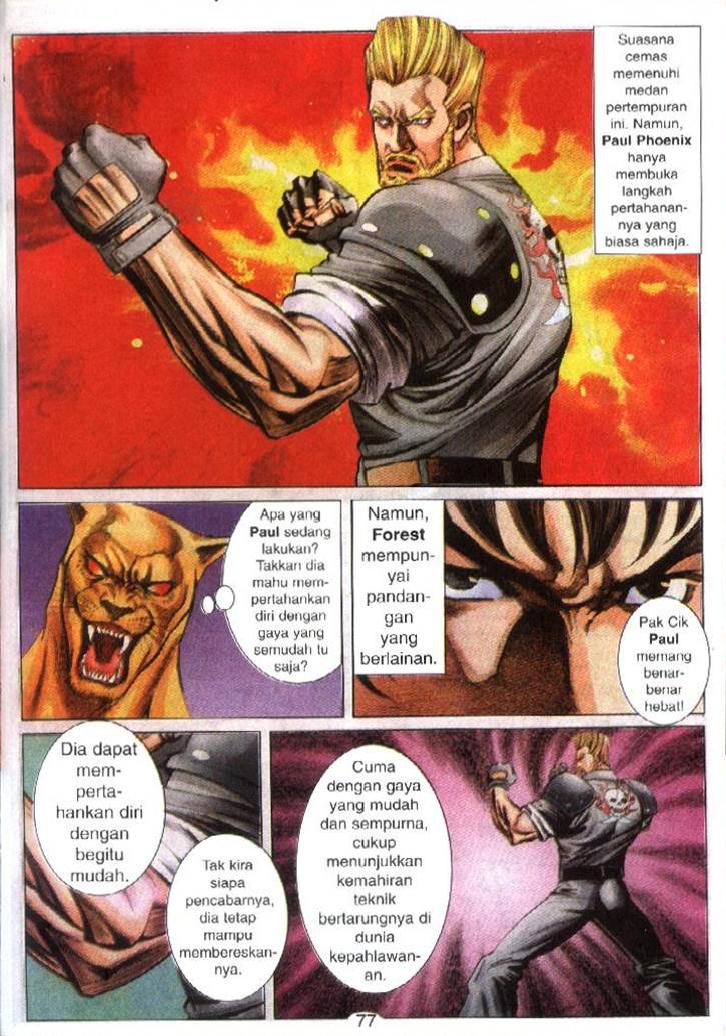 Suasana
cemas
memenuhi
medan
pertempuran
ini. Namun,
Paul Phoenix
hanya
membuka
langkah
pertahanan-
nya yang
biasa sahaja.
Apa yang
Paul sedang
lakukan?
Takkan dia
mahu mem-
pertahankan
diri dengan
gaya yang
semudah tu
saja?
Namun,
Forest
mempun-
yai
pandan-
gan
yang
berlainan.
Pak Cik
Paul
memang
benar-
benar
hebat!
Dia dapat
mem-
perta-
hankan diri
dengan
begitu
mudah.
Tak kira
siapa
pencabarnya,
dia tetap
mampu
membereskan-
nya.
Cuma
dengan gaya
yang mudah
dan sempurna,
cukup
menunjukkan
kemahiran
teknik
bertarungnya di
dunia
kepahlawan-
an.
77